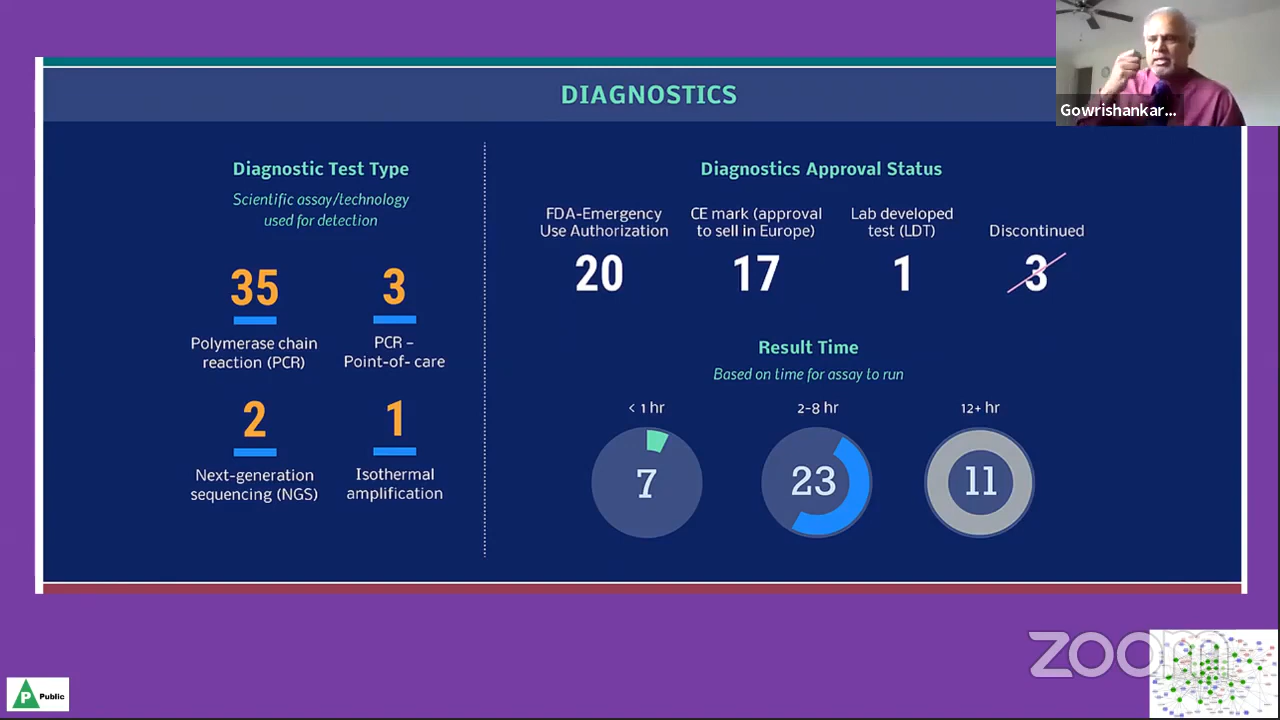 DIAGNOSTICS
Gowrishankar...
Diagnostic Test Type
Scientific assay/technology
used for detection
35
Polymerase chain
reaction (PCR)
3
PCR –
Point-of- care
2
Next-generation
sequencing (NGS)
1
Isothermal
amplification
Diagnostics Approval Status
FDA-Emergency
Use Authorization
20
CE mark (approval
to sell in Europe)
17
Lab developed
test (LDT)
1
Discontinued
3
Result Time
Based on time for assay to run
< 1 hr
7
2-8 hr
23
12+ hr
11
zoom
P Public